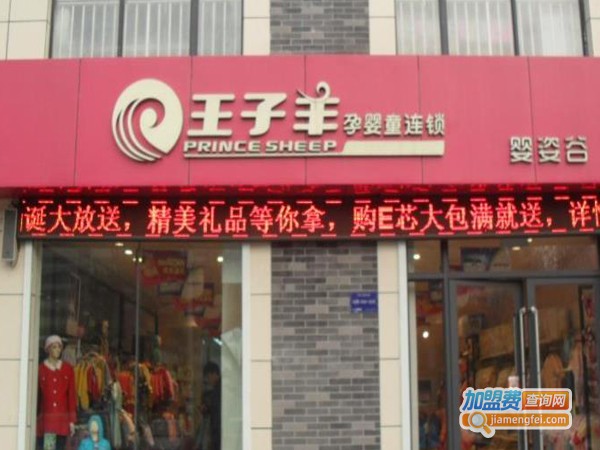 王子羊 孕婴童连锁
PRINCE SHEEP
婴姿谷
诞大放送，精美礼品等你拿，购E芯大包满就送，详情
加盟费查询网
jiamengfei.com